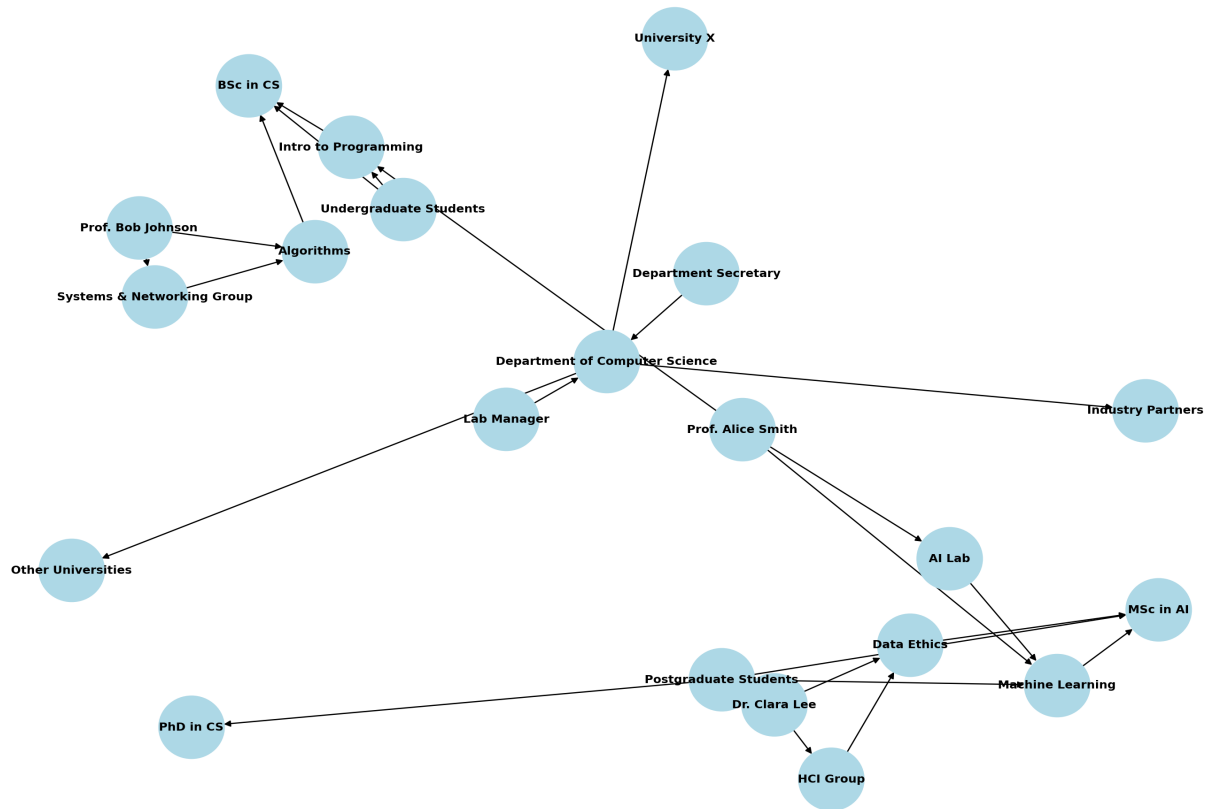 University X
BSc in CS
Intro to Programming
Undergraduate Students
Prof. Bob Johnson
Algorithms
Department Secretary
Systems & Networking Group
Department of Computer Science
Industry Partners
Lab Manager
Prof. Alice Smith
AI Lab
Other Universities
MSc in AI
Data Ethics
Postgraduate Students
Machine Learning
Dr. Clara Lee
PhD in CS
HCI Group